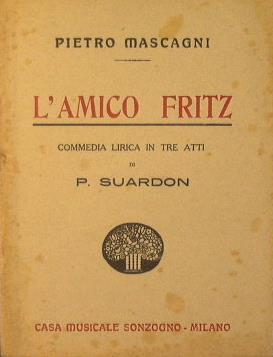 PIETRO MASCAGNI
L'AMICO FRITZ
COMMEDIA LIRICA IN TRE ATTI
DI
P. SUARDON
CASA MUSICALE SONZOGNO - MILANO